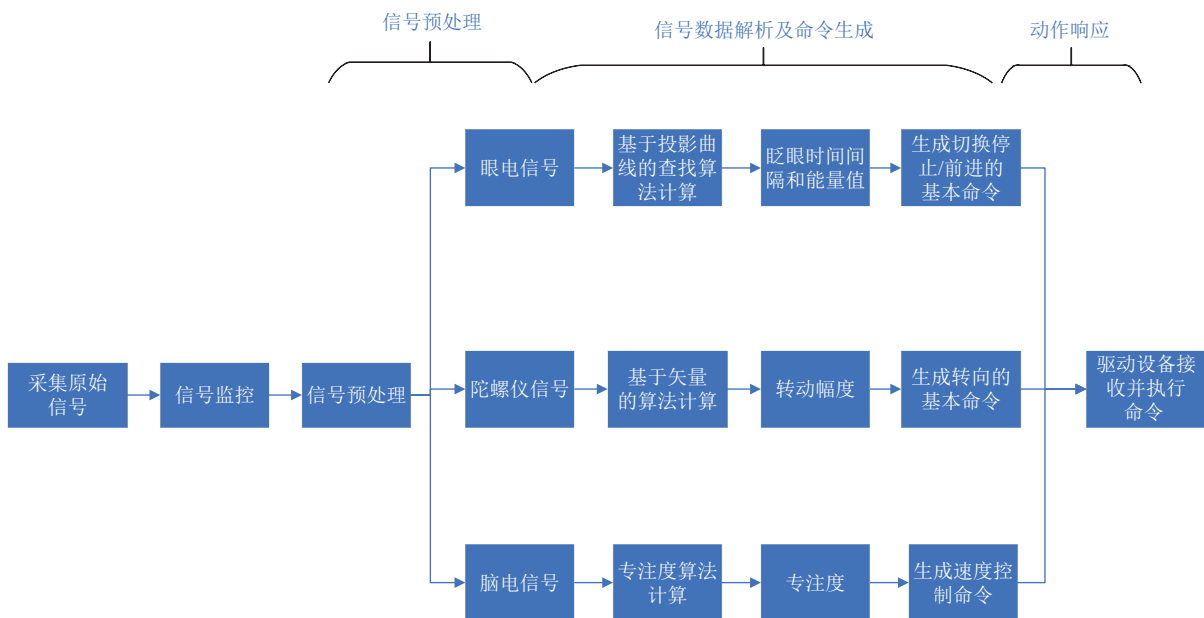 信号预处理
信号数据解析及命令生成
动作响应
眼电信号
基于投影曲
线的查找算
法计算
眨眼时间间
隔和能量值
生成切换停
止/前进的
基本命令
采集原始
信号
信号监控
信号预处理
陀螺仪信号
基于矢量
的算法计算
转动幅度
生成转向的
基本命令
驱动设备接
收并执行
命令
脑电信号
专注度算法
计算
专注度
生成速度控
制命令